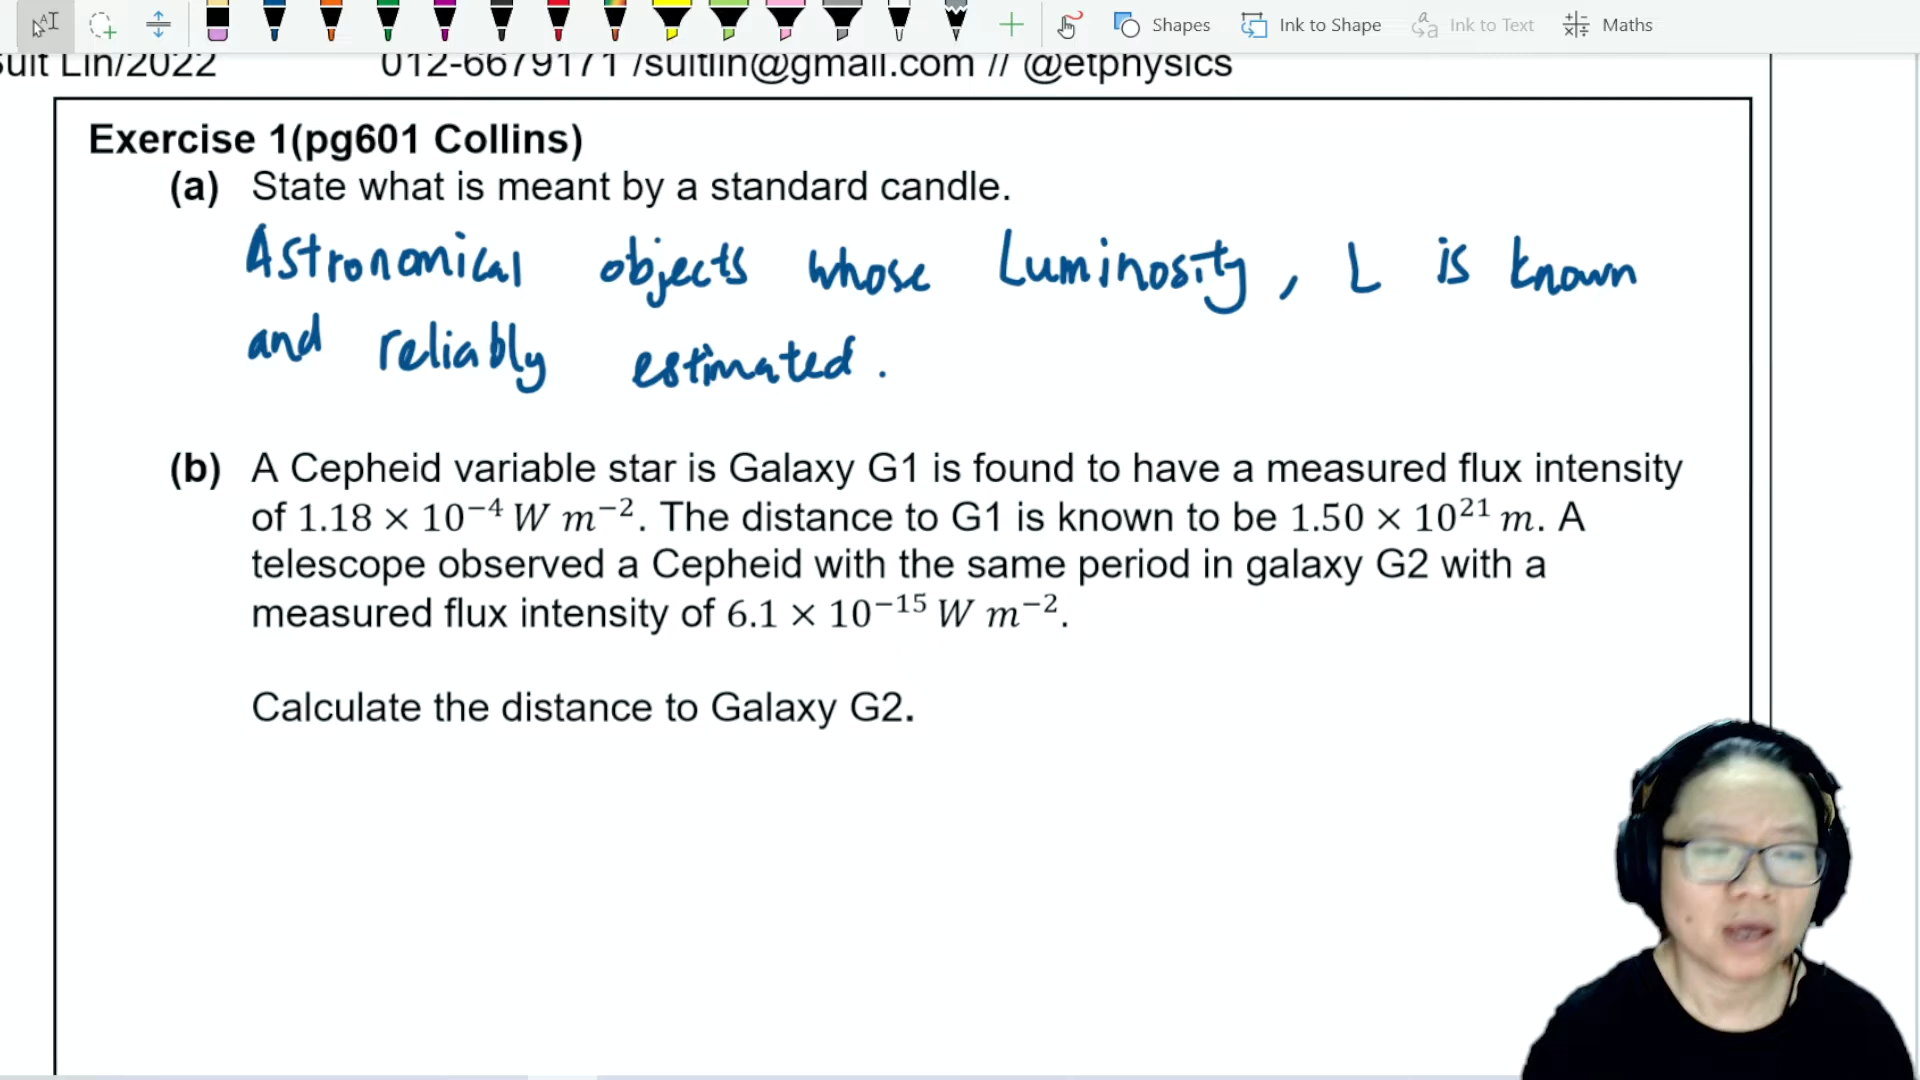 Shapes Ink to Shape Ink to Text Maths
Suit Lin/2022 012-6679171 /suitlin@gmail.com // @etphysics
Exercise 1(pg601 Collins)
(a) State what is meant by a standard candle.
Astronomical objects whose Luminosity, L is known
and reliably estimated.
(b) A Cepheid variable star is Galaxy G1 is found to have a measured flux intensity
of 1.18 × 10⁻⁴ W m⁻². The distance to G1 is known to be 1.50 × 10²¹ m. A
telescope observed a Cepheid with the same period in galaxy G2 with a
measured flux intensity of 6.1 × 10⁻¹⁵ W m⁻².
Calculate the distance to Galaxy G2.